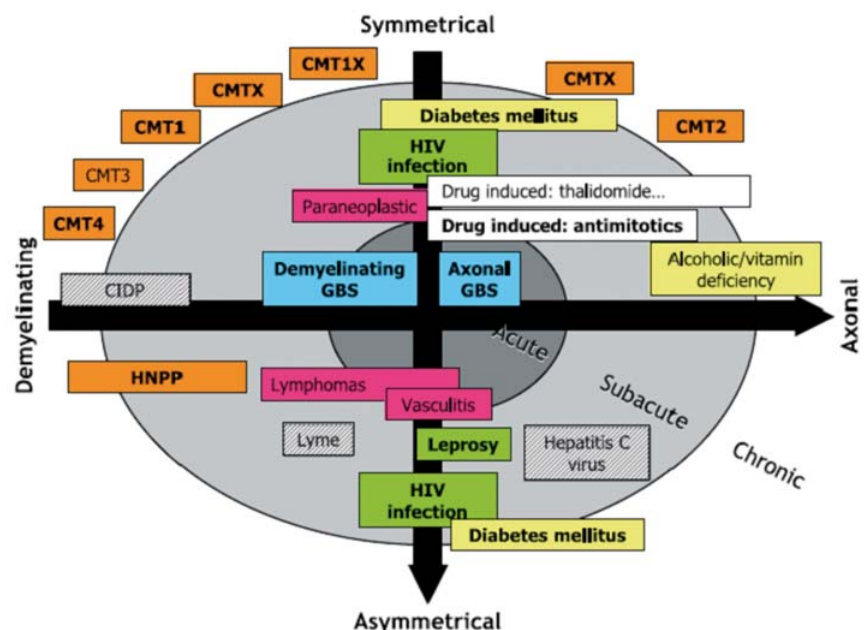 Symmetrical
CMT1X
CMTX
CMTX
Diabetes mellitus
CMT1
CMT2
HIV
infection
CMT3
Drug induced: thalidomide...
Paraneoplastic
CMT4
Drug induced: antimitotics
Alcoholic/vitamin
deficiency
Demyelinating
GBS
Axonal
GBS
CIDP
Demyelinating
Axonal
Acute
HNPP
Lymphomas
Subacute
Vasculitis
Lyme
Leprosy
Hepatitis C
virus
Chronic
HIV
infection
Diabetes mellitus
Asymmetrical